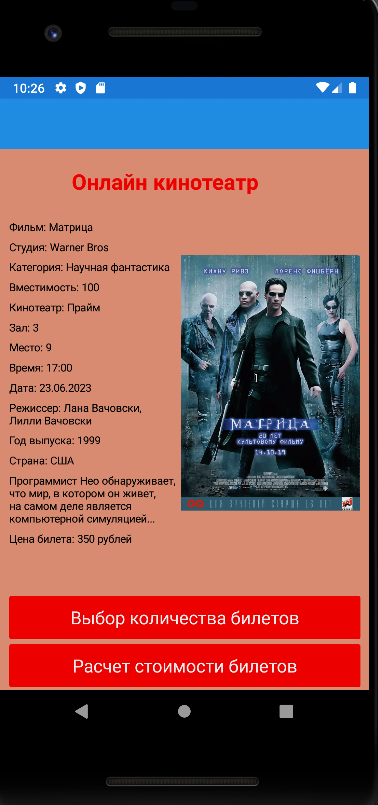 10:26
Онлайн кинотеатр
Фильм: Матрица
Студия: Warner Bros
Категория: Научная фантастика
Вместимость: 100
Кинотеатр: Прайм
Зал: 3
Место: 9
Время: 17:00
Дата: 23.06.2023
Режиссер: Лана Вачовски,
Лилли Вачовски
Год выпуска: 1999
Страна: США
Программист Нео обнаруживает,
что мир, в котором он живет,
на самом деле является
компьютерной симуляцией...
Цена билета: 350 рублей
КИАНУ РИВЗ ЛОРЕНС ФИШБЕРН
МАТРИЦА
20 ЛЕТ
КУЛЬТОВОМУ ФИЛЬМУ
Выбор количества билетов
Расчет стоимости билетов